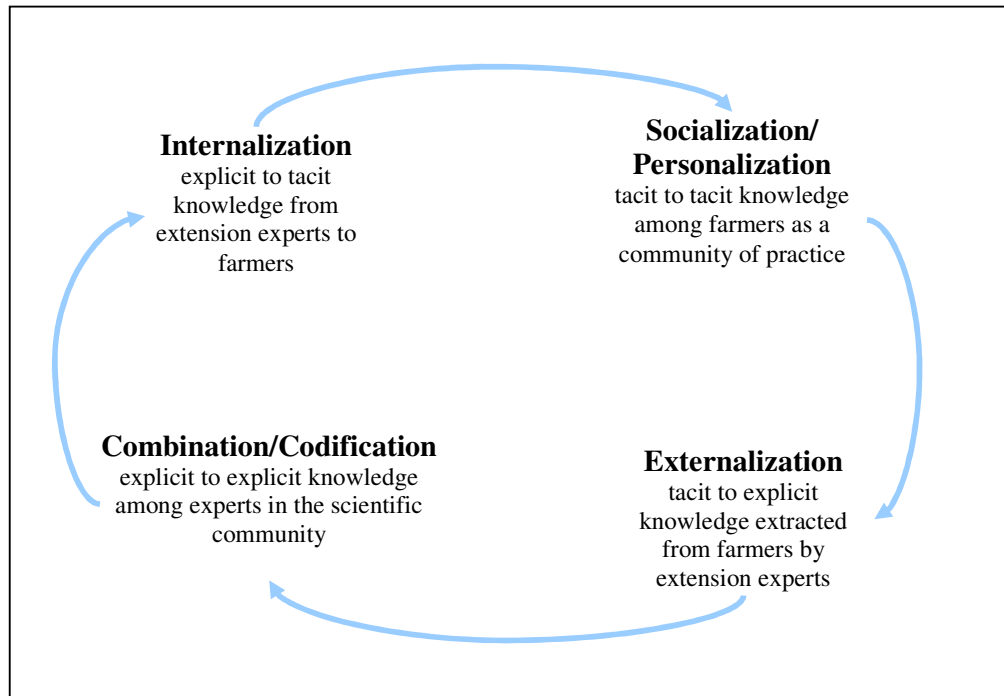 Internalization
explicit to tacit
knowledge from
extension experts to
farmers
Socialization/
Personalization
tacit to tacit knowledge
among farmers as a
community of practice
Combination/Codification
explicit to explicit knowledge
among experts in the scientific
community
Externalization
tacit to explicit
knowledge extracted
from farmers by
extension experts